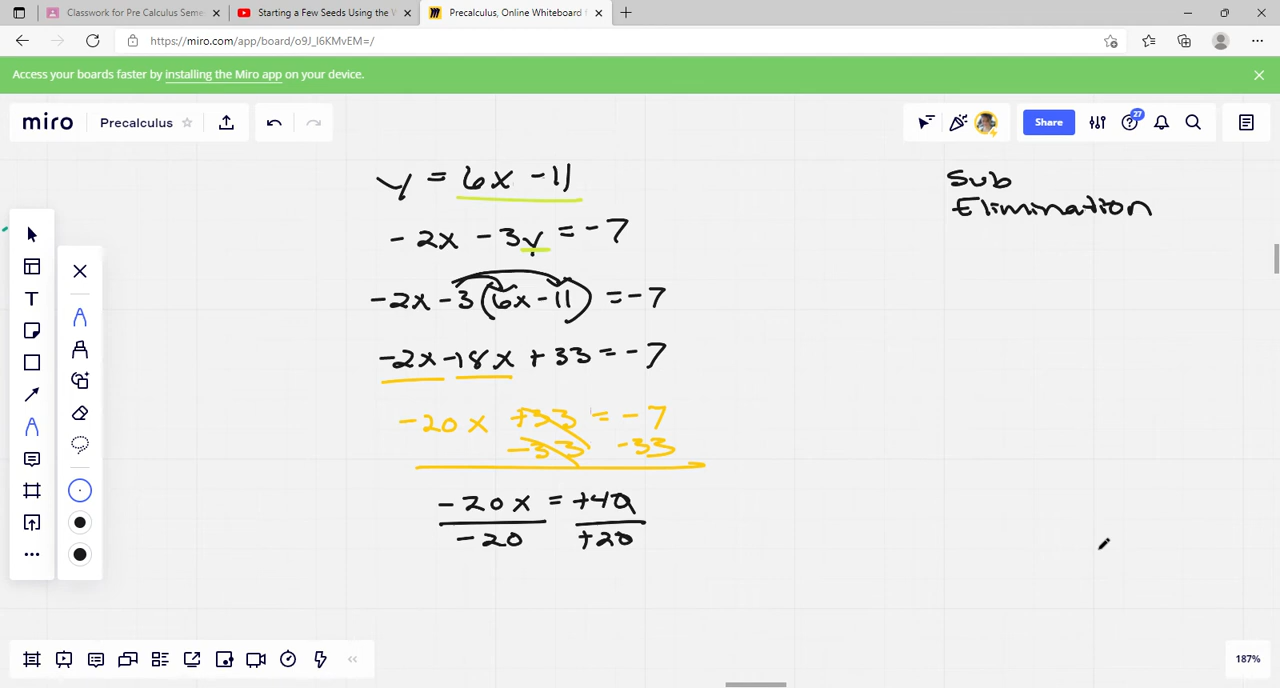 Classwork for Pre Calculus Seme
Starting a Few Seeds Using the W
Precalculus, Online Whiteboard
https://miro.com/app/board/o9J_l6KMvEM=/
Access your boards faster by installing the Miro app on your device.
miro
Precalculus
Share
27
y = 6x -11
Sub
Elimination
-2x - 3y = -7
-2x -3(6x -11) = -7
-2x -18x + 33 = -7
-20x +33 = -7
-33 -33
-20x = +40
-20 +20
T
187%